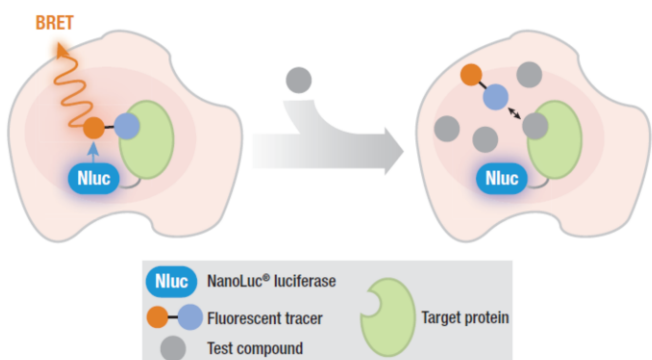 BRET
Nluc
Nluc
Nluc NanoLuc® luciferase
Fluorescent tracer
Target protein
Test compound